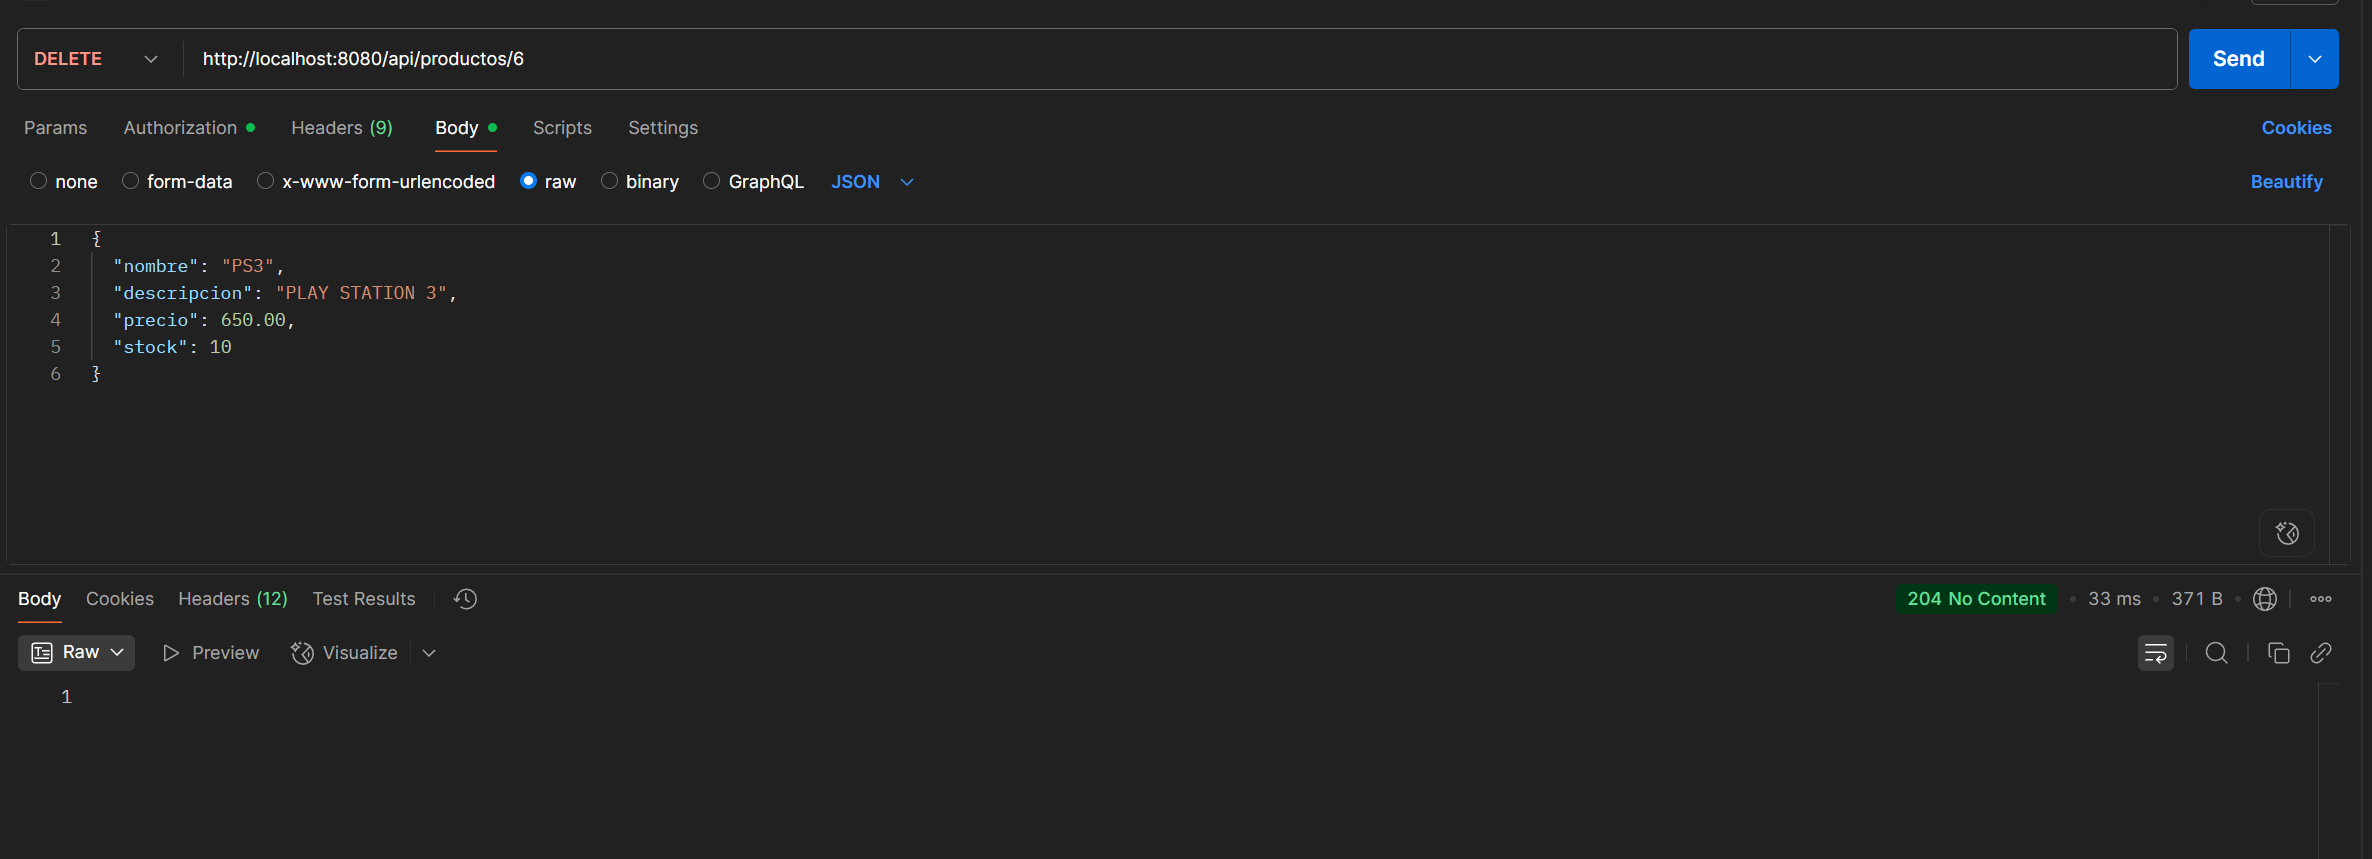 DELETE http://localhost:8080/api/productos/6 Send
Params Authorization Headers (9) Body Scripts Settings Cookies
none form-data x-www-form-urlencoded raw binary GraphQL JSON Beautify
1 {
2 "nombre": "PS3",
3 "descripcion": "PLAY STATION 3",
4 "precio": 650.00,
5 "stock": 10
6 }
Body Cookies Headers (12) Test Results 204 No Content 33 ms 371 B
Raw Preview Visualize
1